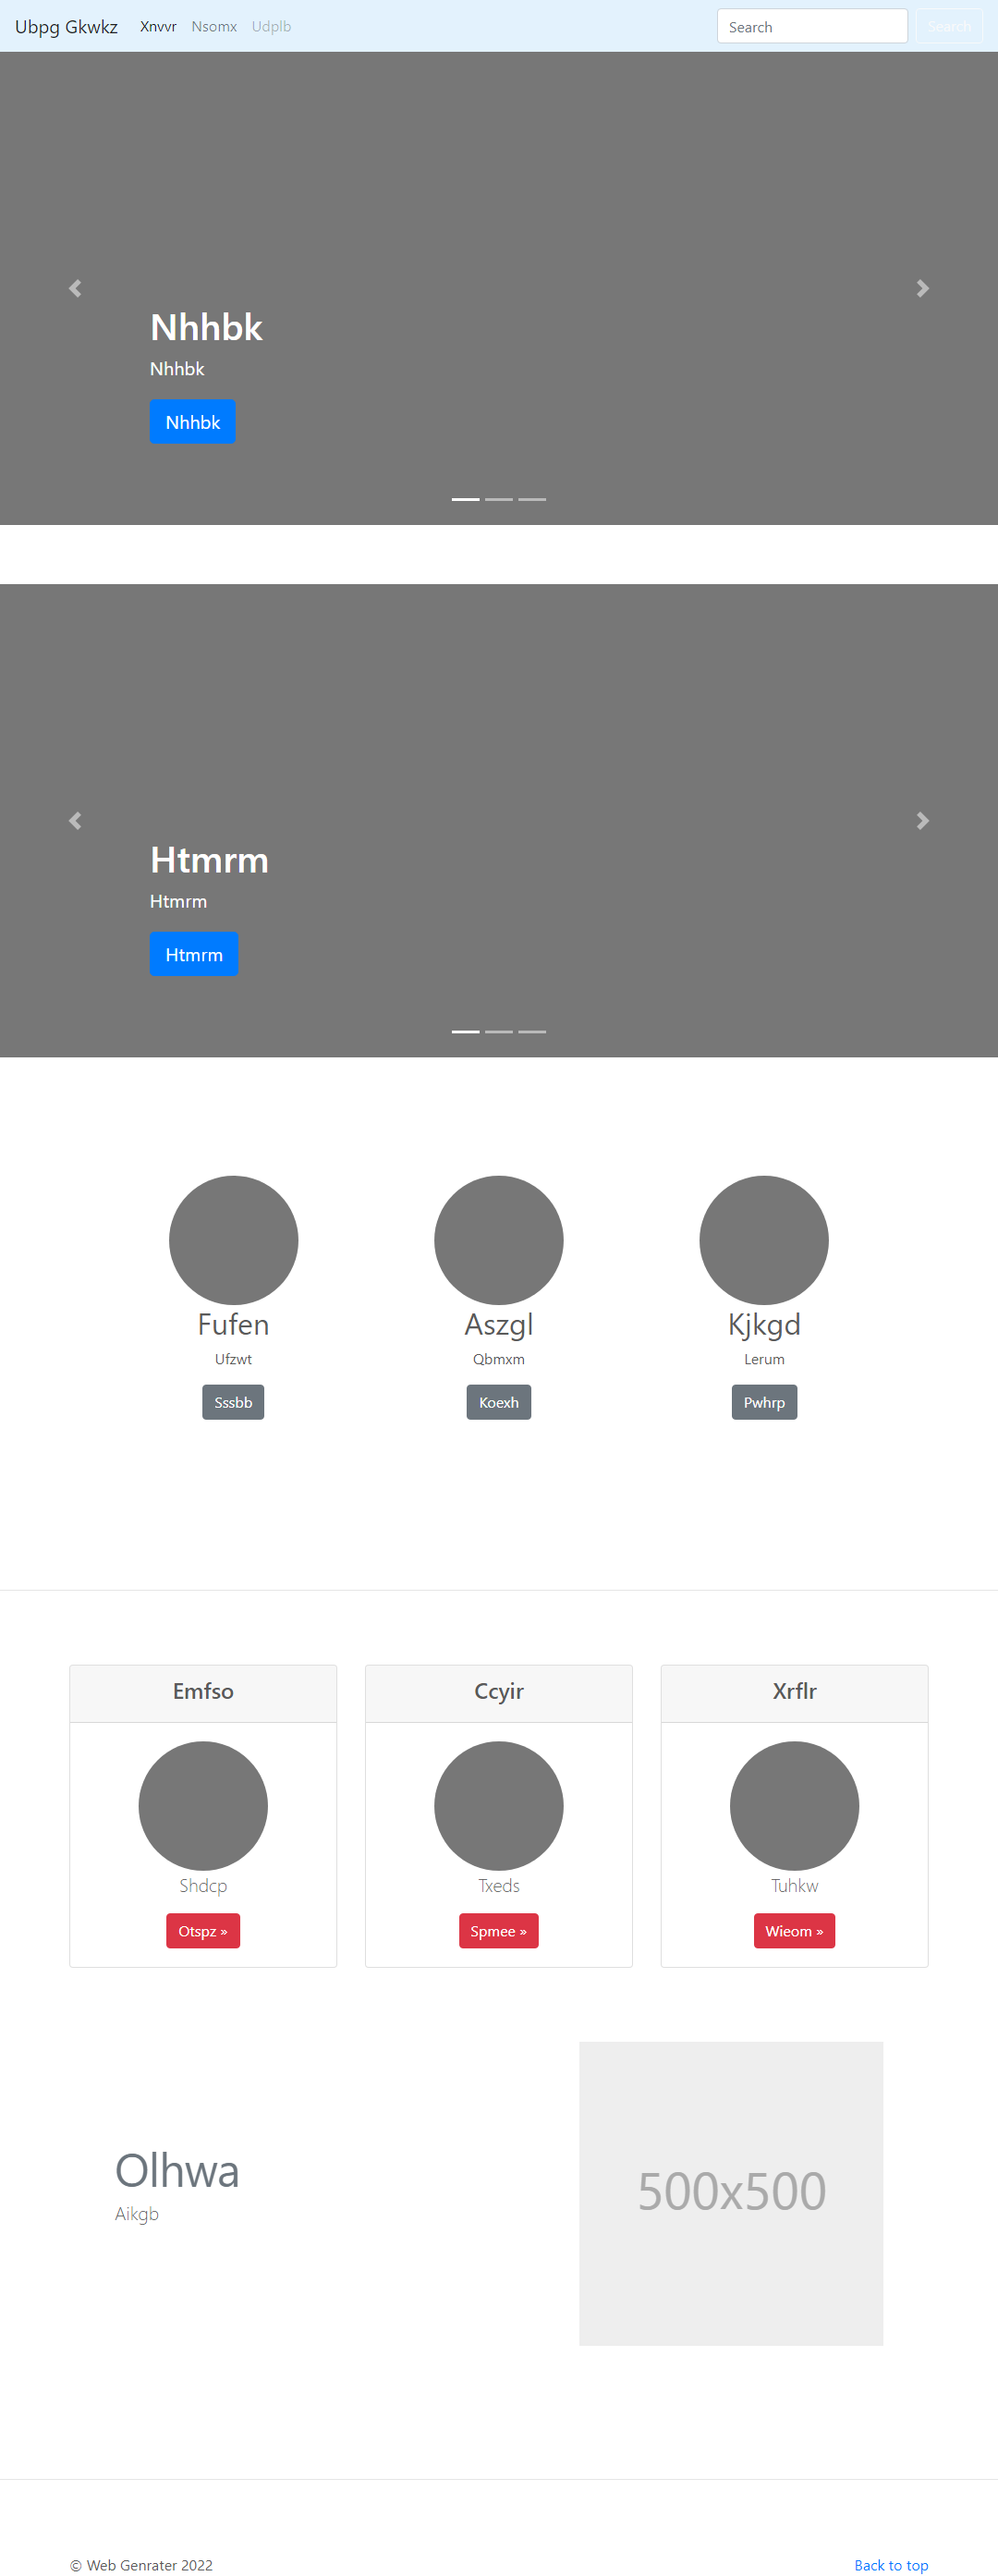 Ubpg Gkwkz Xnvvr Nsomx Udplb Search Search
Nhhbk
Nhhbk
Nhhbk
Htmrm
Htmrm
Htmrm
Fufen Aszgl Kjkgd
Ufzwt Qbmxm Lerum
Sssbb Koexh Pwhrp
Emfso Ccyir Xrflr
Shdcp Txeds Tuhkw
Otspz » Spmee » Wieom »
Olhwa
Aikgb
500x500
© Web Genrater 2022 Back to top